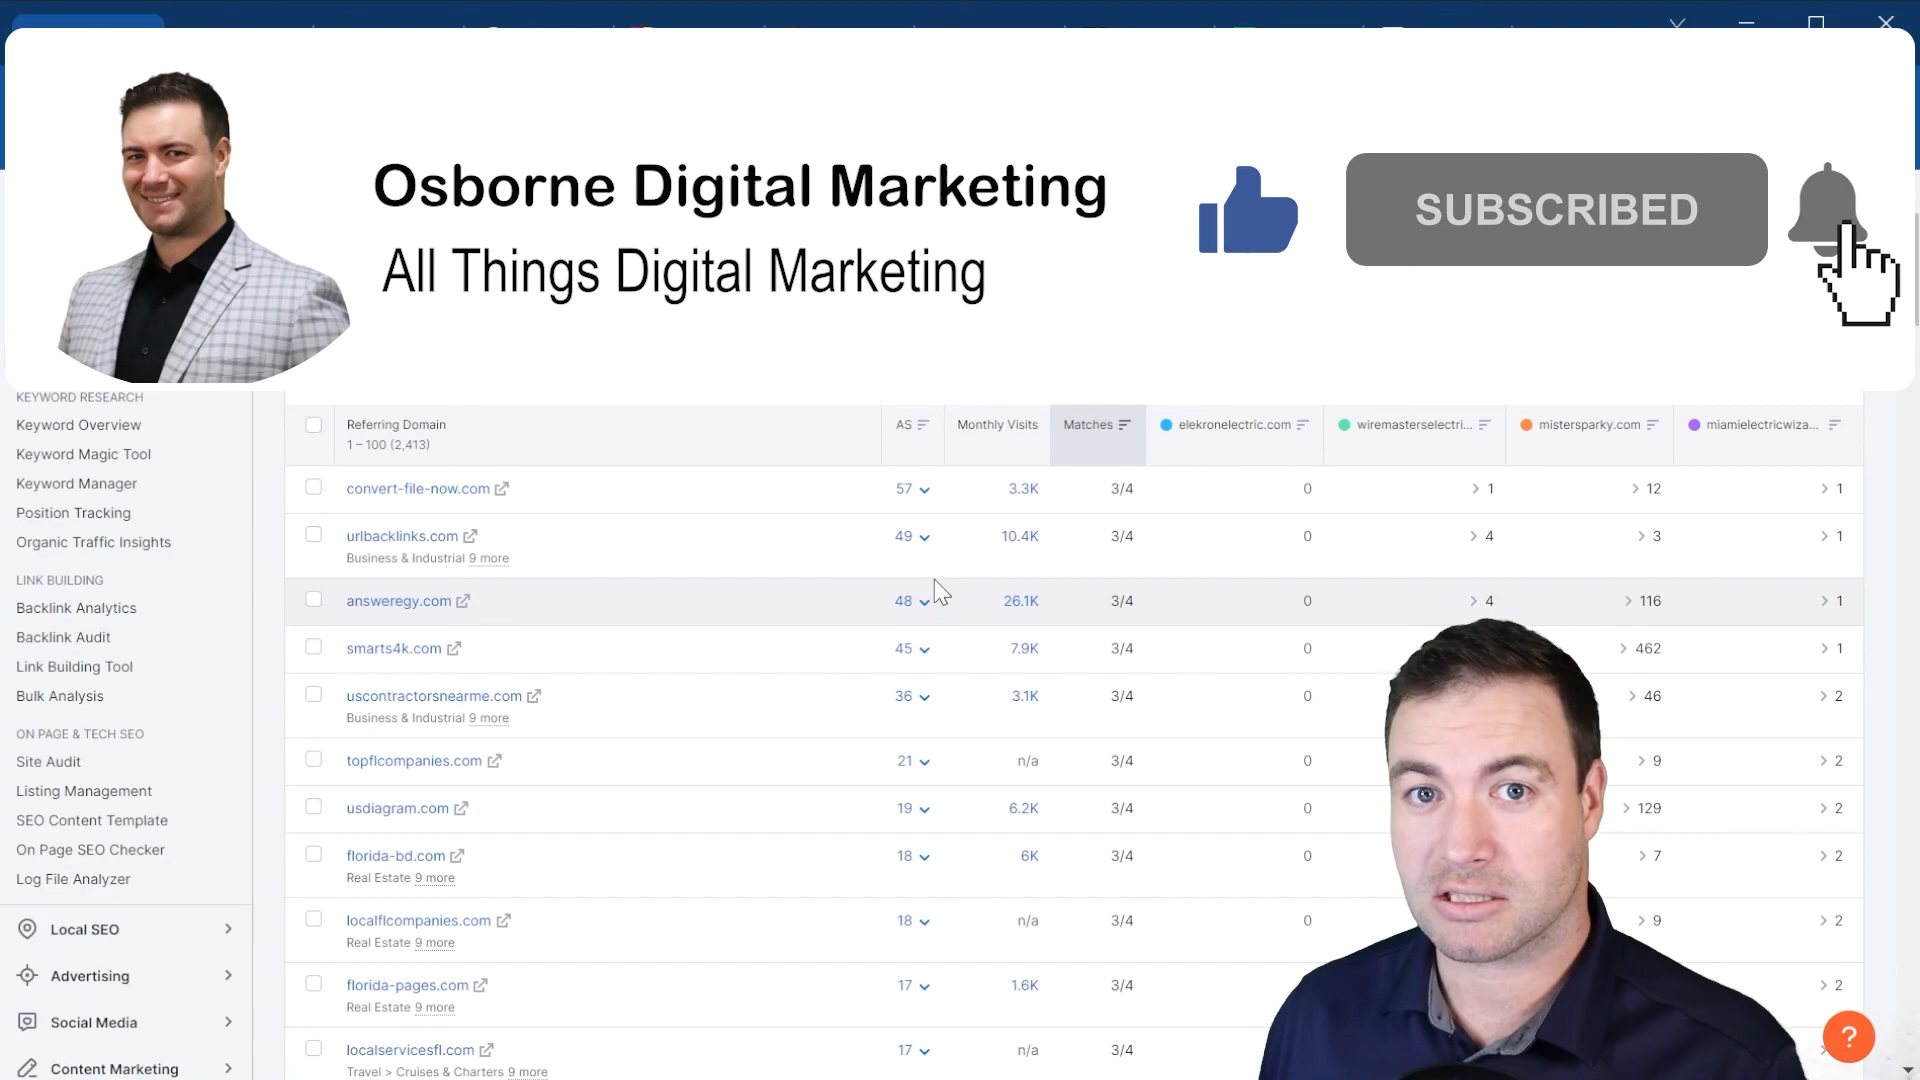 Osborne Digital Marketing
All Things Digital Marketing
SUBSCRIBED
KEYWORD RESEARCH
Keyword Overview
Keyword Magic Tool
Keyword Manager
Position Tracking
Organic Traffic Insights
LINK BUILDING
Backlink Analytics
Backlink Audit
Link Building Tool
Bulk Analysis
ON PAGE & TECH SEO
Site Audit
Listing Management
SEO Content Template
On Page SEO Checker
Log File Analyzer
Local SEO
Advertising
Social Media
Content Marketing
Referring Domain AS Monthly Visits Matches elekronelectric.com wiremasterselectri... mistersparky.com miamielectricwiza...
1 – 100 (2,413)
convert-file-now.com 57 3.3K 3/4 0 1 12 1
urlbacklinks.com 49 10.4K 3/4 0 4 3 1
Business & Industrial 9 more
answeregy.com 48 26.1K 3/4 0 4 116 1
smarts4k.com 45 7.9K 3/4 0 462 1
uscontractorsnearme.com 36 3.1K 3/4 0 46 2
Business & Industrial 9 more
topflcompanies.com 21 n/a 3/4 0 9 2
usdiagram.com 19 6.2K 3/4 0 129 2
florida-bd.com 18 6K 3/4 0 7 2
Real Estate 9 more
localflcompanies.com 18 n/a 3/4 0 9 2
Real Estate 9 more
florida-pages.com 17 1.6K 3/4 2
Real Estate 9 more
localservicesfl.com 17 n/a 3/4
Travel > Cruises & Charters 9 more
?